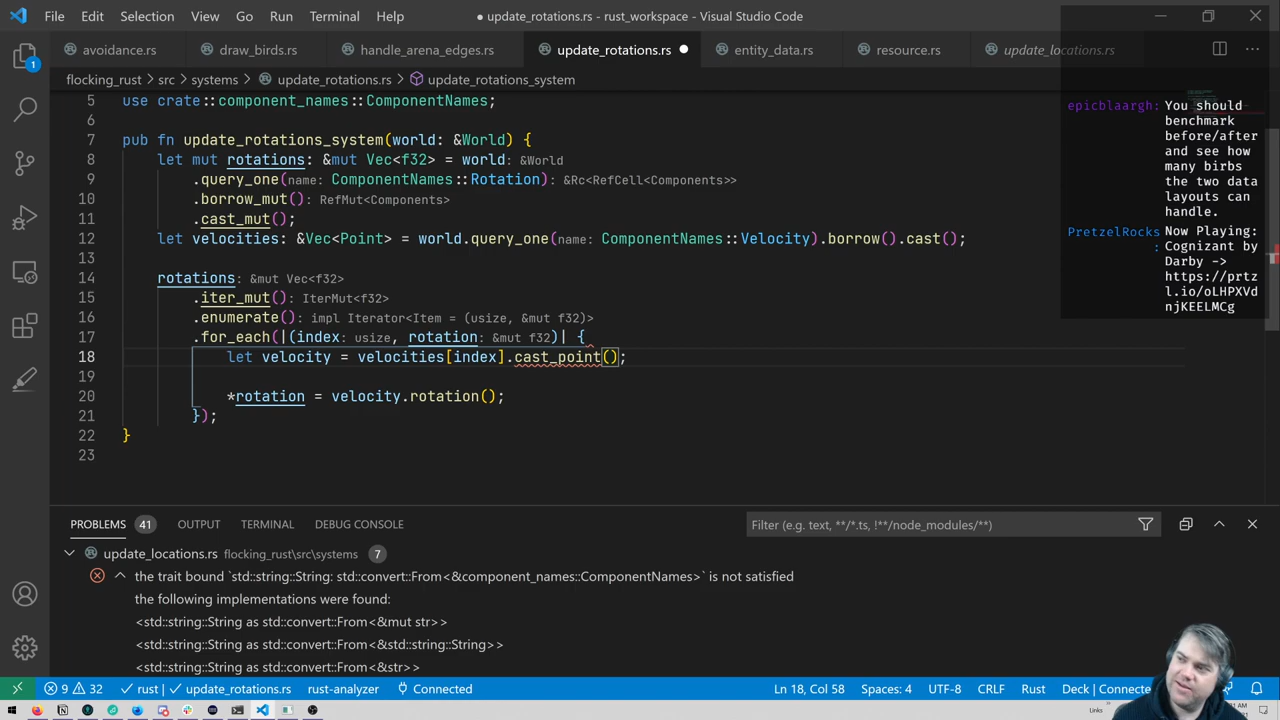 File Edit Selection View Go Run Terminal Help
● update_rotations.rs - rust_workspace - Visual Studio Code
avoidance.rs draw_birds.rs handle_arena_edges.rs update_rotations.rs entity_data.rs resource.rs update_locations.rs
flocking_rust > src > systems > update_rotations.rs > update_rotations_system
5 use crate::component_names::ComponentNames;
6
7 pub fn update_rotations_system(world: &World) {
8 let mut rotations: &mut Vec<f32> = world: &World
9 .query_one(name: ComponentNames::Rotation): &Rc<RefCell<Components>>
10 .borrow_mut(): RefMut<Components>
11 .cast_mut();
12 let velocities: &Vec<Point> = world.query_one(name: ComponentNames::Velocity).borrow().cast();
13
14 rotations: &mut Vec<f32>
15 .iter_mut(): IterMut<f32>
16 .enumerate(): impl Iterator<Item = (usize, &mut f32)>
17 .for_each(|(index: usize, rotation: &mut f32)| {
18 let velocity = velocities[index].cast_point();
19
20 *rotation = velocity.rotation();
21 });
22 }
23
epicblaargh: You should
benchmark
before/after
and see how
many birbs
the two data
layouts can
handle.
PretzelRocks Now Playing:
: Cognizant by
Darby ->
https://prtz
l.io/oLHPXVd
njKEELMCg
PROBLEMS 41 OUTPUT TERMINAL DEBUG CONSOLE
Filter (e.g. text, **/*.ts, !**/node_modules/**)
update_locations.rs flocking_rust\src\systems 7
the trait bound `std::string::String: std::convert::From<&component_names::ComponentNames>` is not satisfied
the following implementations were found:
<std::string::String as std::convert::From<&mut str>>
<std::string::String as std::convert::From<&std::string::String>>
<std::string::String as std::convert::From<&str>>
9 32 rust | update_rotations.rs rust-analyzer Connected Ln 18, Col 58 Spaces: 4 UTF-8 CRLF Rust Deck | Connecte
Links